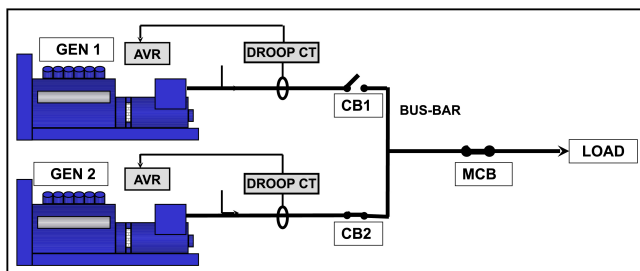 GEN 1
AVR
DROOP CT
CB1
BUS-BAR
MCB
LOAD
GEN 2
AVR
DROOP CT
CB2